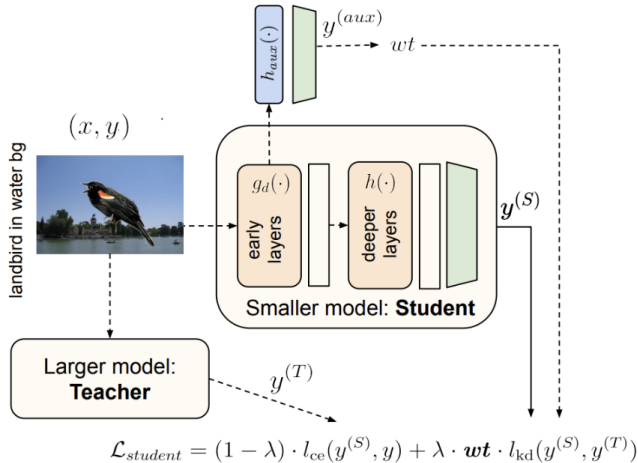 h_{aux}(·)
y^{(aux)}
wt
(x, y)
landbird in water bg
g_d(·)
early
layers
h(·)
deeper
layers
y^{(S)}
Smaller model: Student
Larger model:
Teacher
y^{(T)}
\mathcal{L}_{student} = (1 − λ) · l_{ce}(y^{(S)}, y) + λ · wt · l_{kd}(y^{(S)}, y^{(T)})